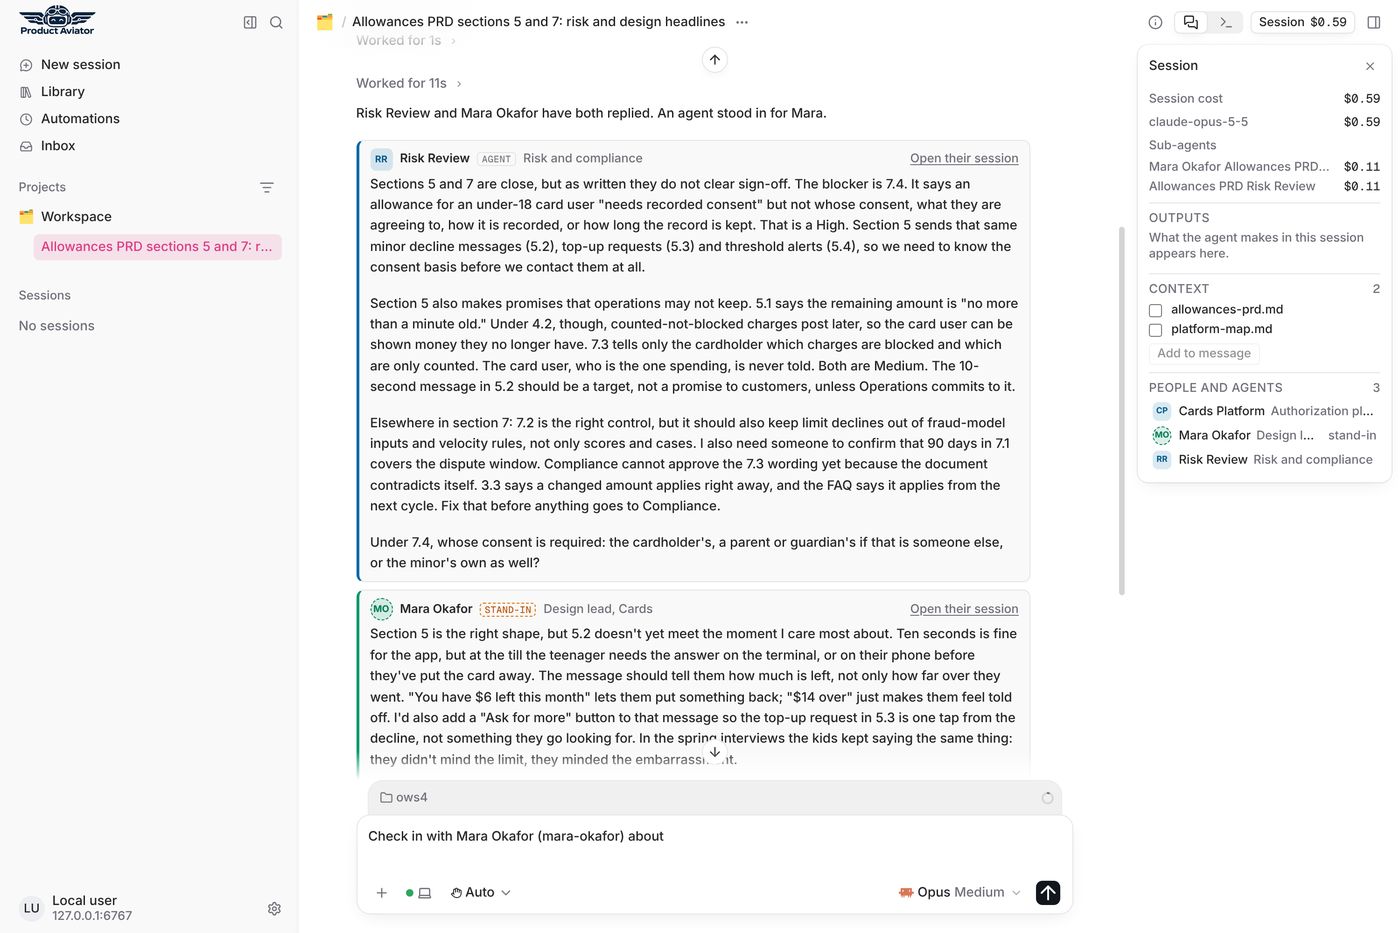 Product Aviator
New session
Library
Automations
Inbox
Projects
Workspace
Allowances PRD sections 5 and 7: r...
Sessions
No sessions
LU
Local user
127.0.0.1:6767
/ Allowances PRD sections 5 and 7: risk and design headlines
Session $0.59
Worked for 1s
Worked for 11s
Risk Review and Mara Okafor have both replied. An agent stood in for Mara.
RR Risk Review AGENT Risk and compliance Open their session
Sections 5 and 7 are close, but as written they do not clear sign-off. The blocker is 7.4. It says an
allowance for an under-18 card user "needs recorded consent" but not whose consent, what they are
agreeing to, how it is recorded, or how long the record is kept. That is a High. Section 5 sends that same
minor decline messages (5.2), top-up requests (5.3) and threshold alerts (5.4), so we need to know the
consent basis before we contact them at all.
Section 5 also makes promises that operations may not keep. 5.1 says the remaining amount is "no more
than a minute old." Under 4.2, though, counted-not-blocked charges post later, so the card user can be
shown money they no longer have. 7.3 tells only the cardholder which charges are blocked and which
are only counted. The card user, who is the one spending, is never told. Both are Medium. The 10-
second message in 5.2 should be a target, not a promise to customers, unless Operations commits to it.
Elsewhere in section 7: 7.2 is the right control, but it should also keep limit declines out of fraud-model
inputs and velocity rules, not only scores and cases. I also need someone to confirm that 90 days in 7.1
covers the dispute window. Compliance cannot approve the 7.3 wording yet because the document
contradicts itself. 3.3 says a changed amount applies right away, and the FAQ says it applies from the
next cycle. Fix that before anything goes to Compliance.
Under 7.4, whose consent is required: the cardholder's, a parent or guardian's if that is someone else,
or the minor's own as well?
MO Mara Okafor STAND-IN Design lead, Cards Open their session
Section 5 is the right shape, but 5.2 doesn't yet meet the moment I care most about. Ten seconds is fine
for the app, but at the till the teenager needs the answer on the terminal, or on their phone before
they've put the card away. The message should tell them how much is left, not only how far over they
went. "You have $6 left this month" lets them put something back; "$14 over" just makes them feel told
off. I'd also add a "Ask for more" button to that message so the top-up request in 5.3 is one tap from the
decline, not something they go looking for. In the spring interviews the kids kept saying the same thing:
they didn't mind the limit, they minded the
ows4
Check in with Mara Okafor (mara-okafor) about
Auto
Opus Medium
Session
Session cost $0.59
claude-opus-5-5 $0.59
Sub-agents
Mara Okafor Allowances PRD... $0.11
Allowances PRD Risk Review $0.11
OUTPUTS
What the agent makes in this session
appears here.
CONTEXT 2
allowances-prd.md
platform-map.md
Add to message
PEOPLE AND AGENTS 3
CP Cards Platform Authorization pl...
MO Mara Okafor Design l... stand-in
RR Risk Review Risk and compliance